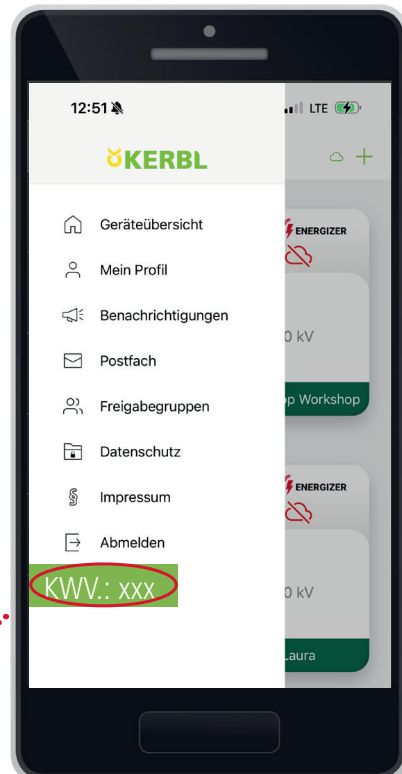 12:51 LTE
KERBL
Geräteübersicht
Mein Profil
Benachrichtigungen
Postfach
Freigabegruppen
Datenschutz
§ Impressum
Abmelden
KWV.: xxx
ENERGIZER
0 kV
pp Workshop
ENERGIZER
0 kV
Laura